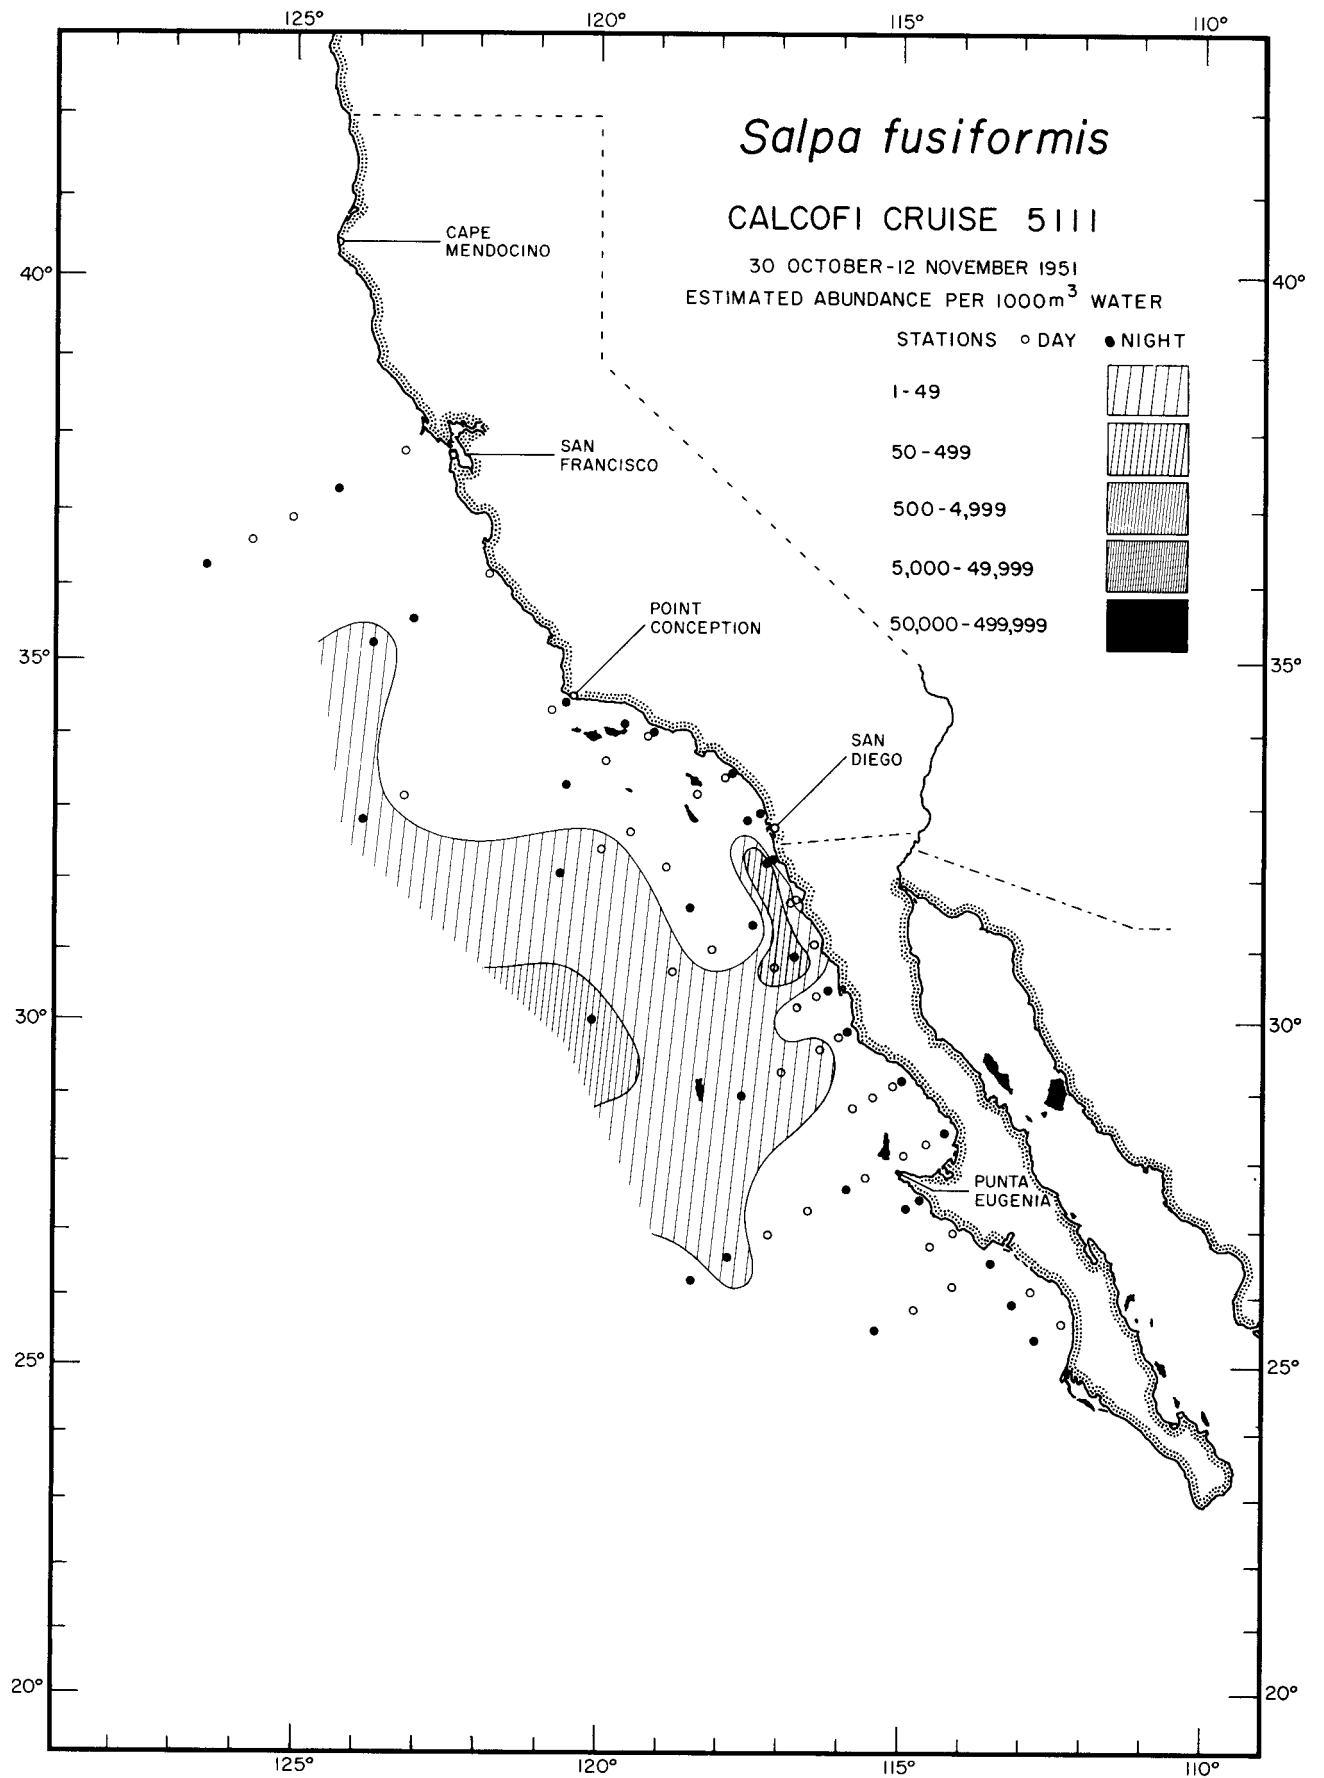 125° 120° 115° 110°
Salpa fusiformis
CALCOFI CRUISE 5111
30 OCTOBER-12 NOVEMBER 1951
ESTIMATED ABUNDANCE PER 1000m³ WATER
STATIONS ○ DAY ● NIGHT
1-49
50-499
500-4,999
5,000-49,999
50,000-499,999
CAPE
MENDOCINO
40° 40°
SAN
FRANCISCO
POINT
CONCEPTION
35° 35°
SAN
DIEGO
30° 30°
PUNTA
EUGENIA
25° 25°
20° 20°
125° 120° 115° 110°